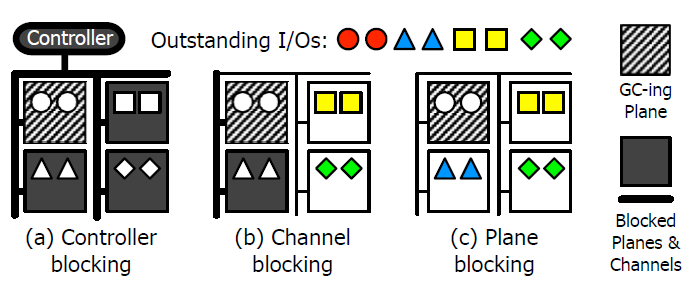 Controller
Outstanding I/Os:
GC-ing
Plane
Blocked
Planes &
Channels
(a) Controller
blocking
(b) Channel
blocking
(c) Plane
blocking